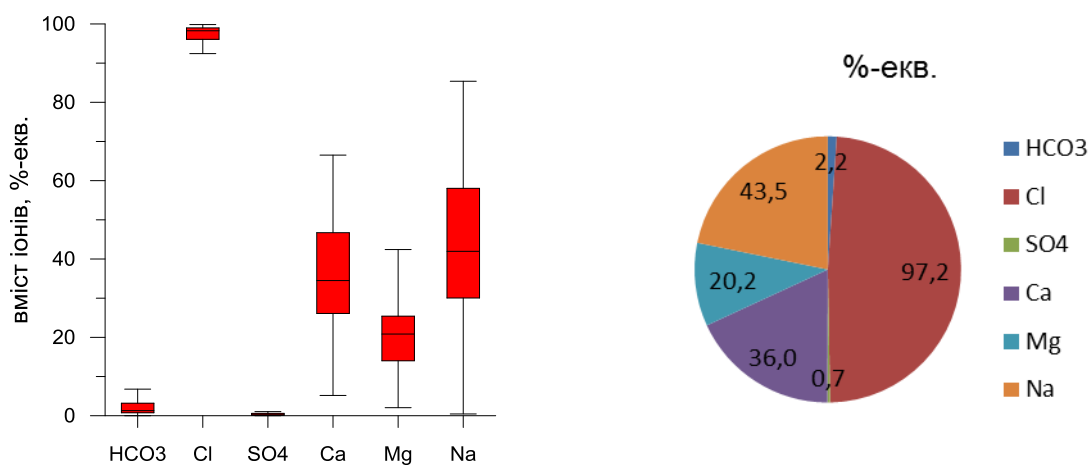 вміст іонів, %-екв.
100
80
60
40
20
0
HCO3 Cl SO4 Ca Mg Na
%-екв.
2,2
97,2
0,7
36,0
20,2
43,5
HCO3
Cl
SO4
Ca
Mg
Na